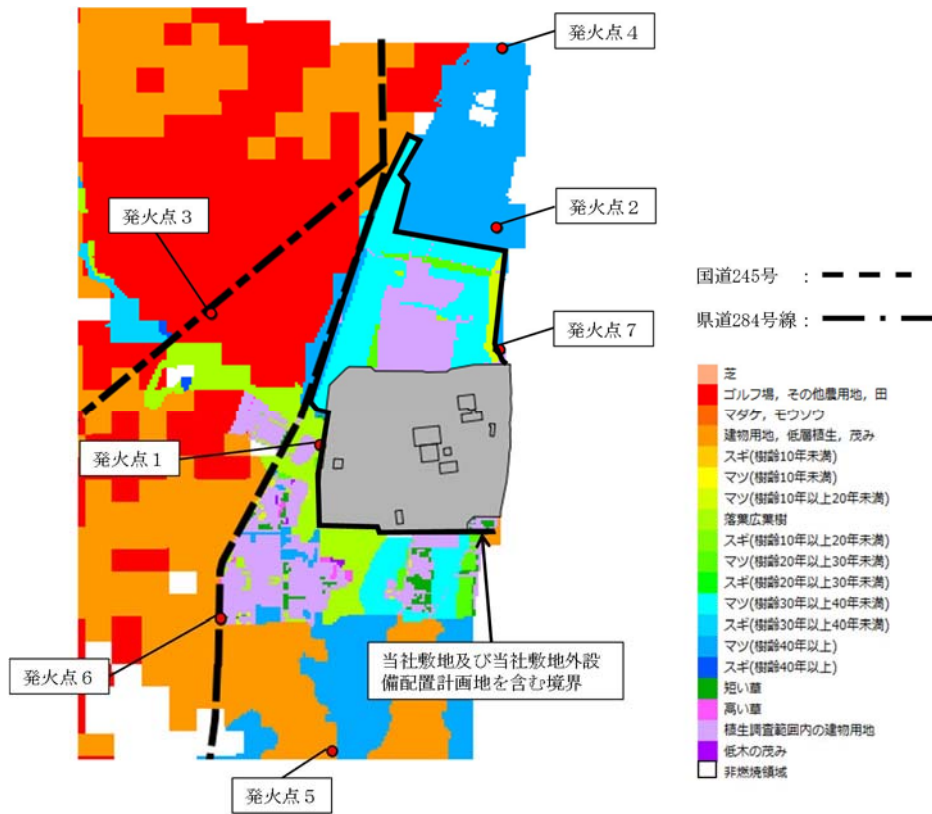 発火点4
発火点3
発火点2
国道245号 :
県道284号線:
発火点7
芝
ゴルフ場，その他農用地，田
マダケ，モウソウ
建物用地，低層植生，茂み
スギ(樹齢10年未満)
マツ(樹齢10年未満)
マツ(樹齢10年以上20年未満)
落葉広葉樹
スギ(樹齢10年以上20年未満)
マツ(樹齢20年以上30年未満)
スギ(樹齢20年以上30年未満)
マツ(樹齢30年以上40年未満)
スギ(樹齢30年以上40年未満)
マツ(樹齢40年以上)
スギ(樹齢40年以上)
短い草
高い草
植生調査範囲内の建物用地
低木の茂み
非燃焼領域
発火点1
発火点6
当社敷地及び当社敷地外設
備配置計画地を含む境界
発火点5